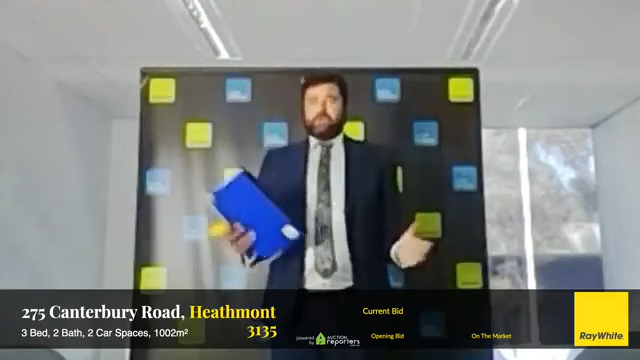 275 Canterbury Road, Heathmont
3135
3 Bed, 2 Bath, 2 Car Spaces, 1002m²
Current Bid
Opening Bid
On The Market
powered by
AUCTION
reporters
RayWhite.